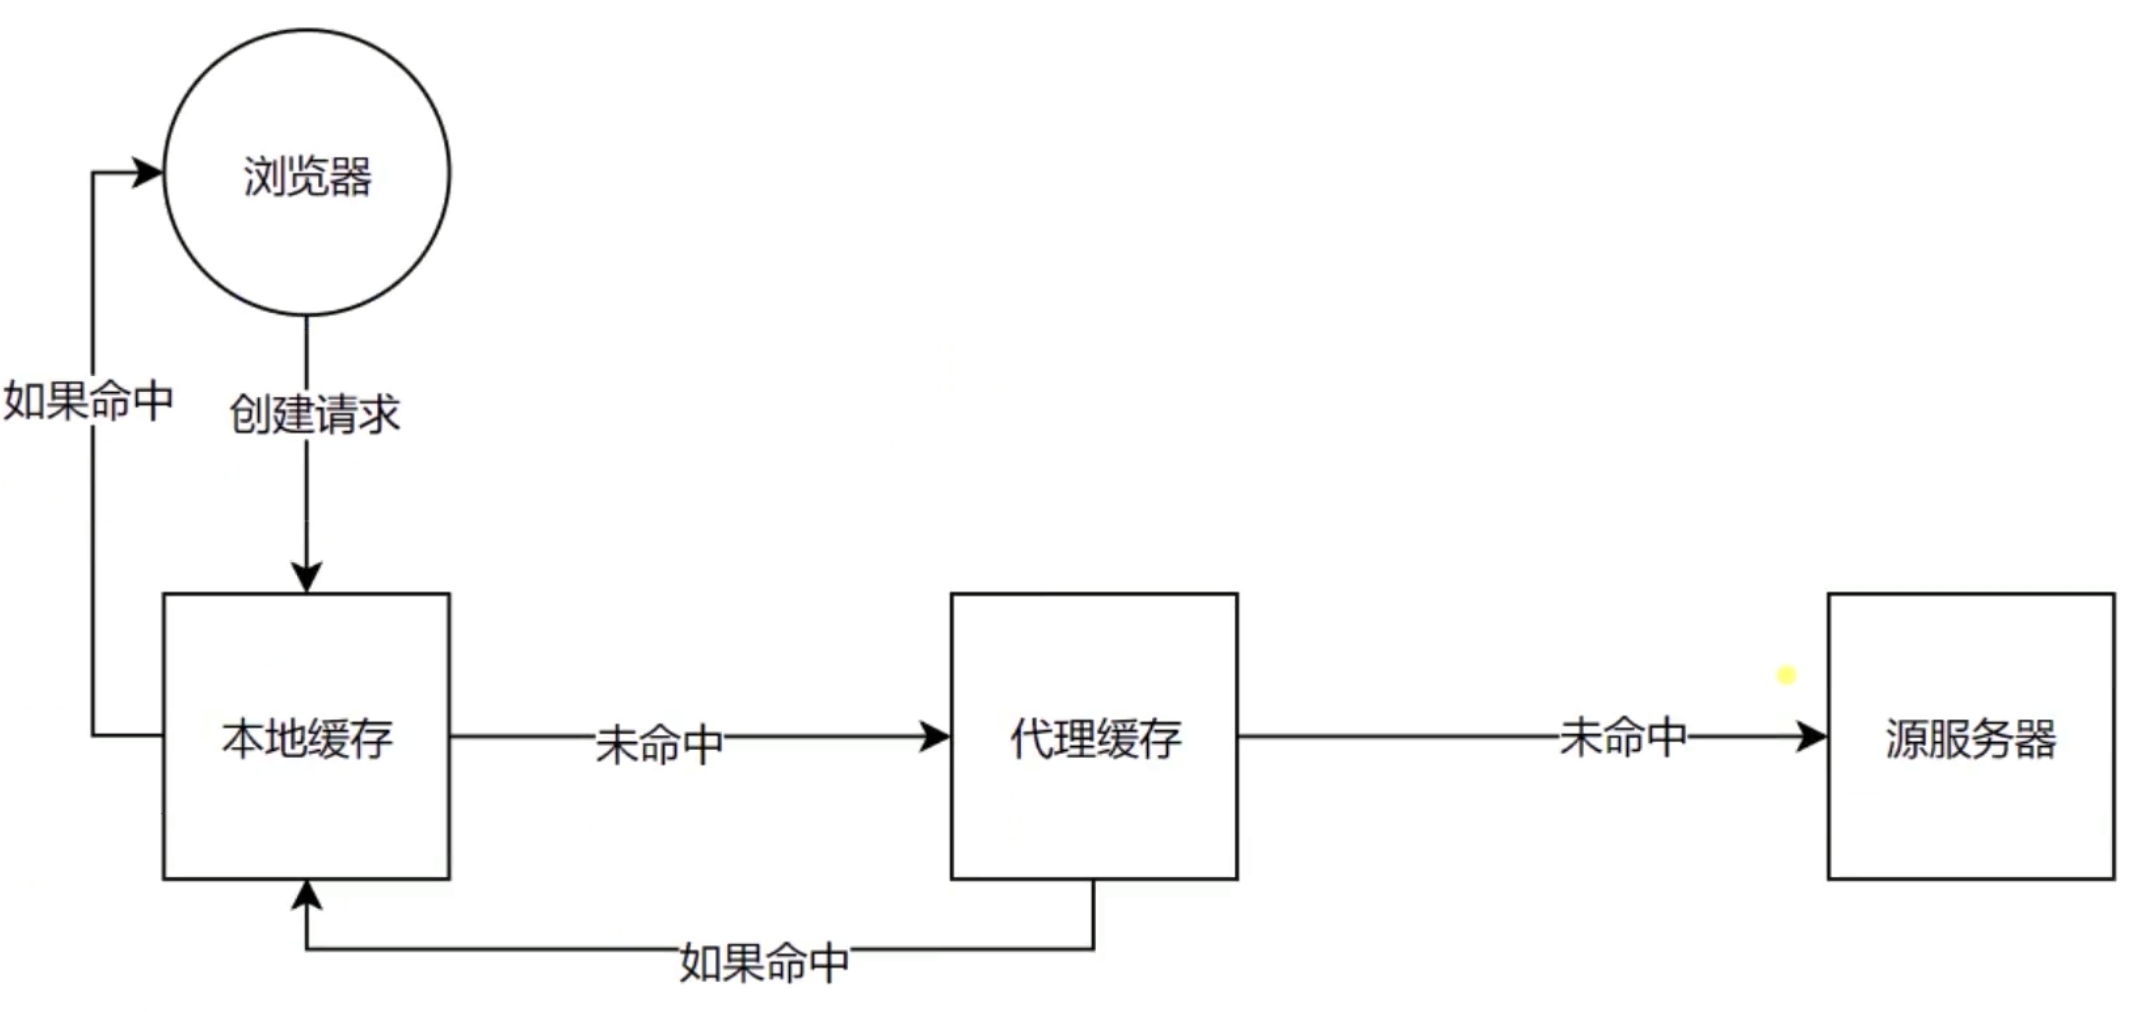 浏览器
如果命中
创建请求
本地缓存
未命中
代理缓存
未命中
源服务器
如果命中